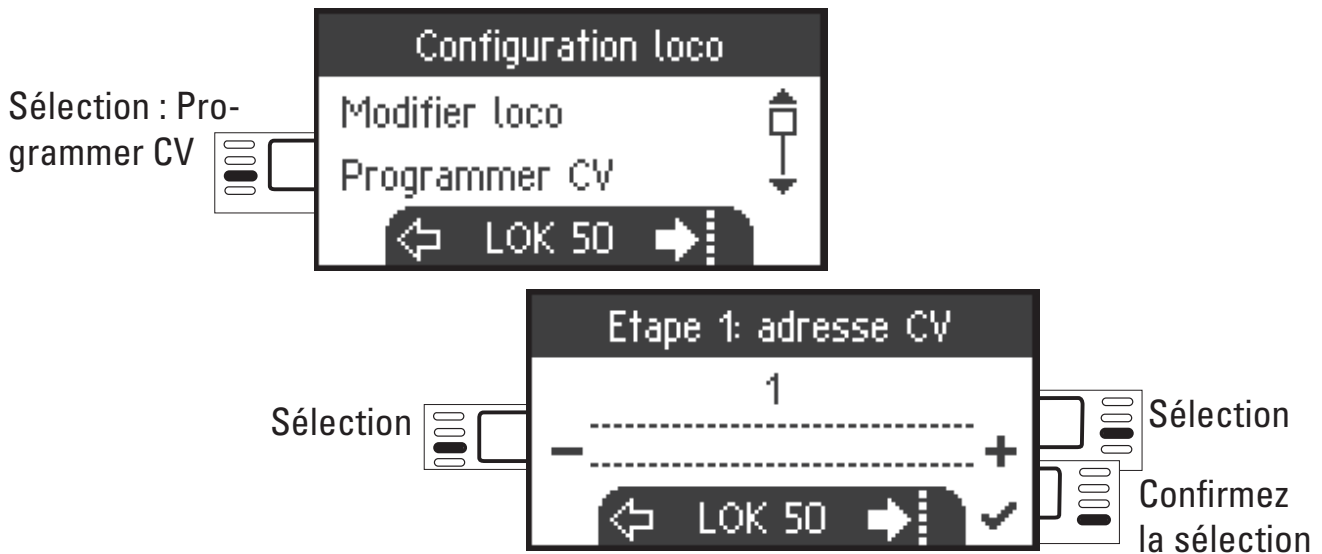 Configuration loco
Sélection : Pro-
grammer CV
Modifier loco
Programmer CV
LOK 50
Etape 1: adresse CV
1
Sélection
Sélection
− +
LOK 50
Confirmez
la sélection